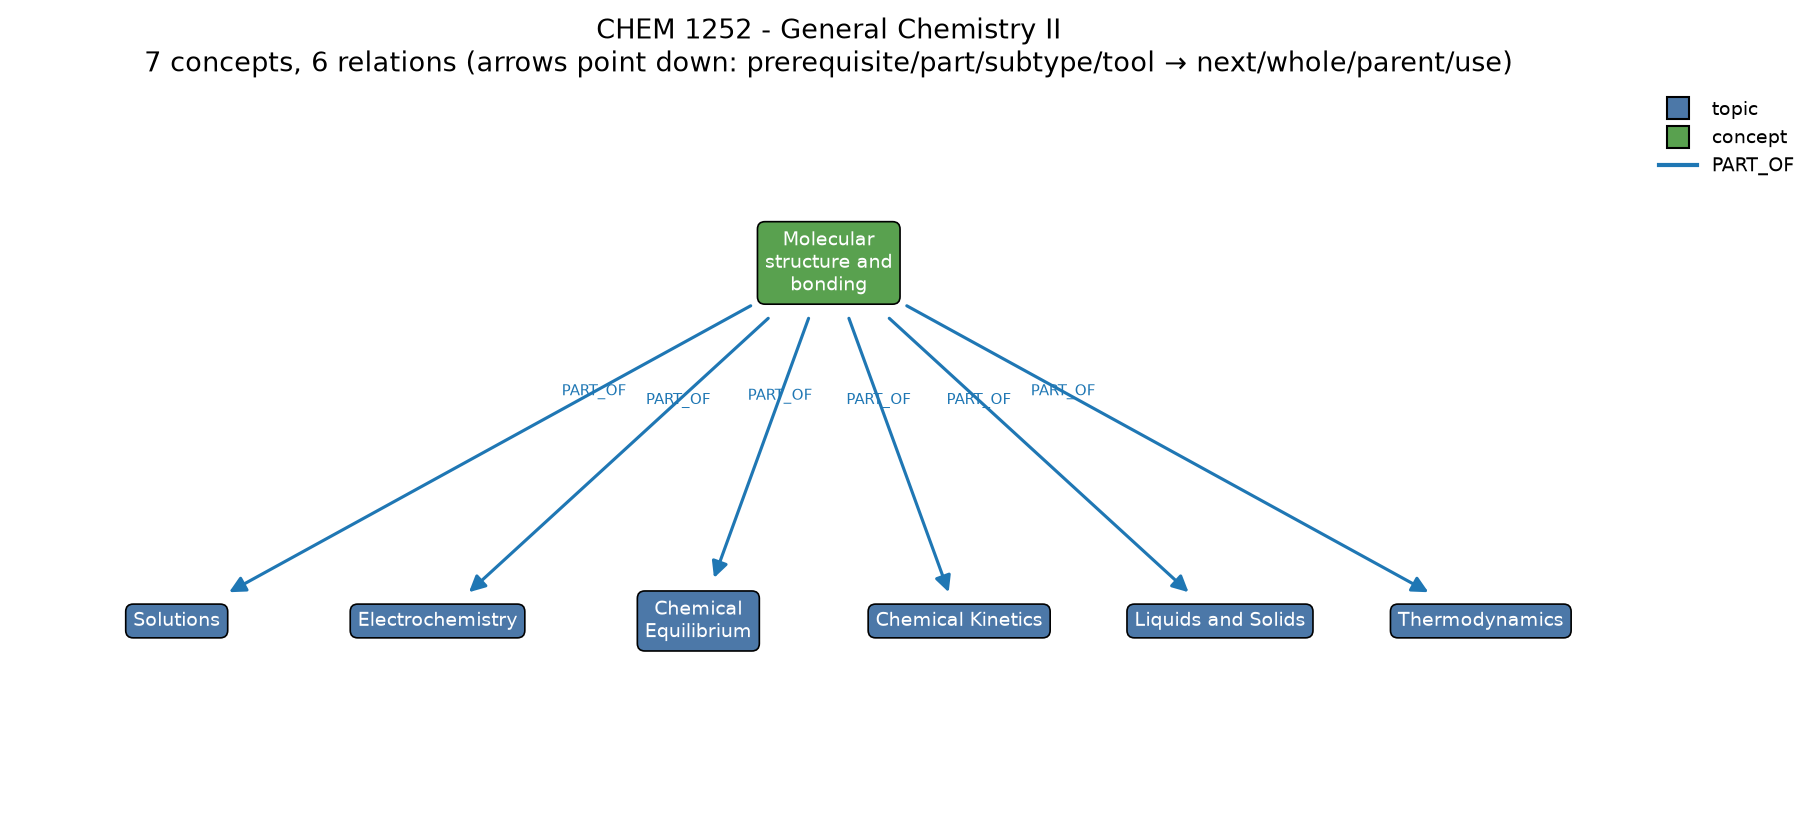 CHEM 1252 - General Chemistry II
7 concepts, 6 relations (arrows point down: prerequisite/part/subtype/tool → next/whole/parent/use)
topic
concept
PART_OF
Molecular
structure and
bonding
PART_OF
PART_OF
PART_OF
PART_OF
PART_OF
PART_OF
Solutions
Electrochemistry
Chemical
Equilibrium
Chemical Kinetics
Liquids and Solids
Thermodynamics